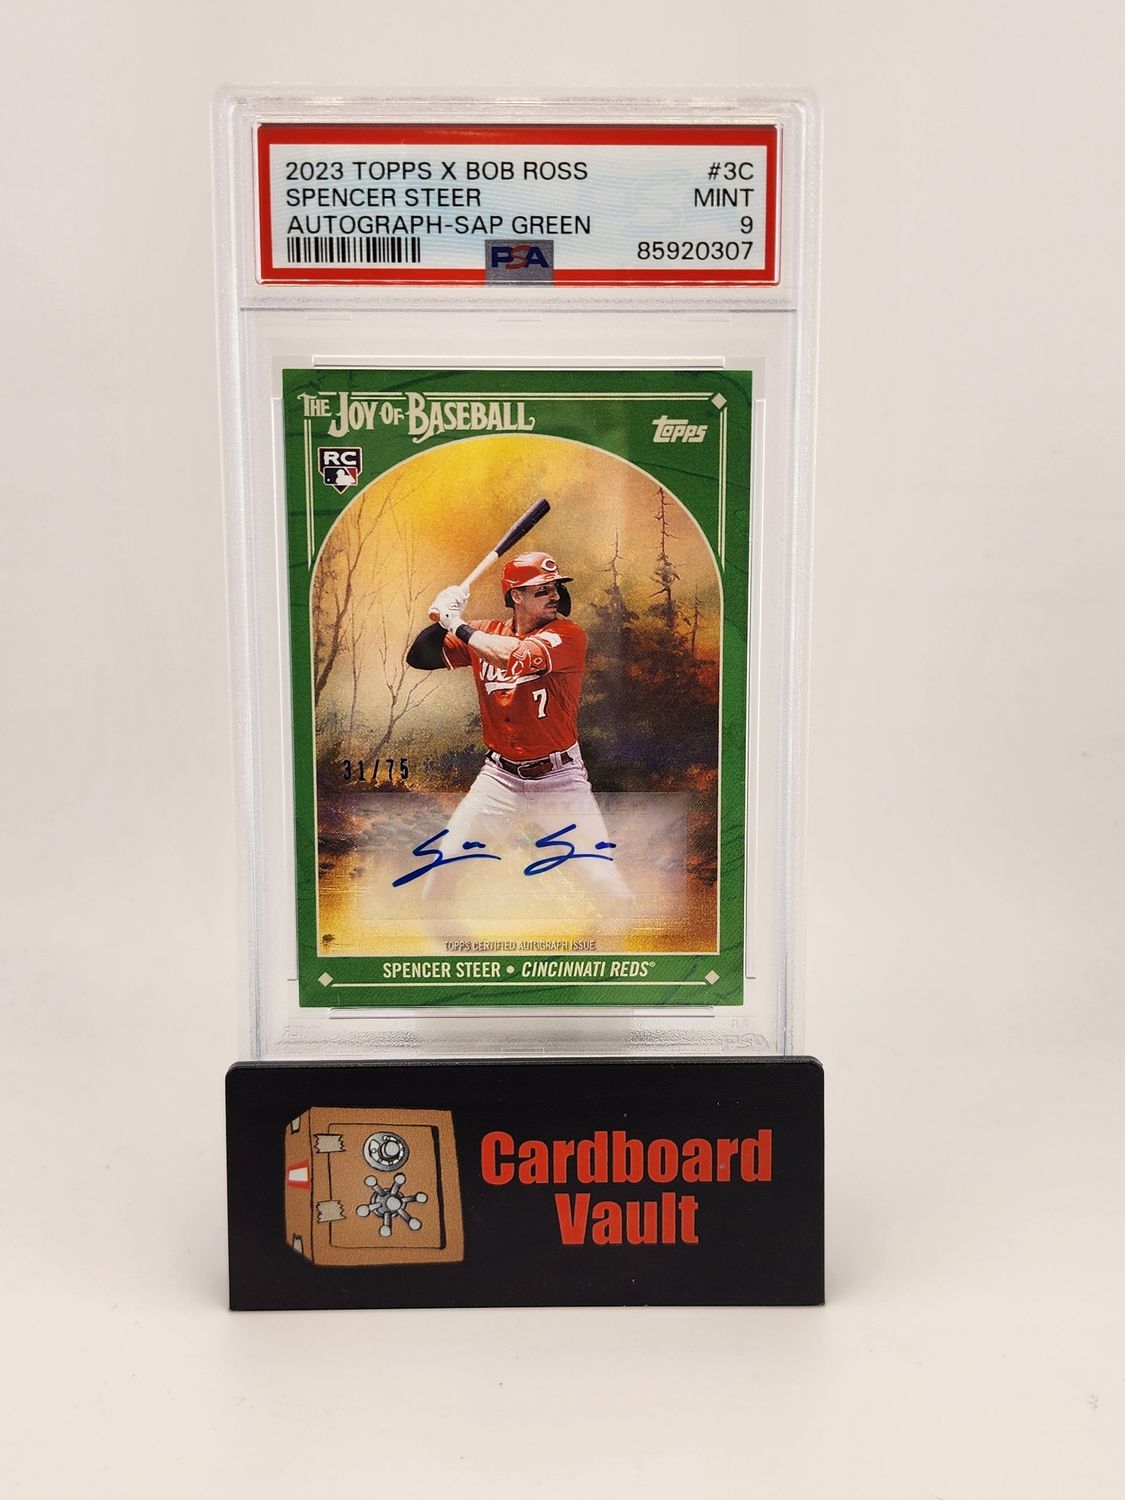 2023 TOPPS X BOB ROSS #3C
SPENCER STEER MINT
AUTOGRAPH-SAP GREEN 9
PSA 85920307
THE JOY OF BASEBALL
topps
RC
C
7
31/75
TOPPS CERTIFIED AUTOGRAPH ISSUE
SPENCER STEER • CINCINNATI REDS®
Cardboard
Vault